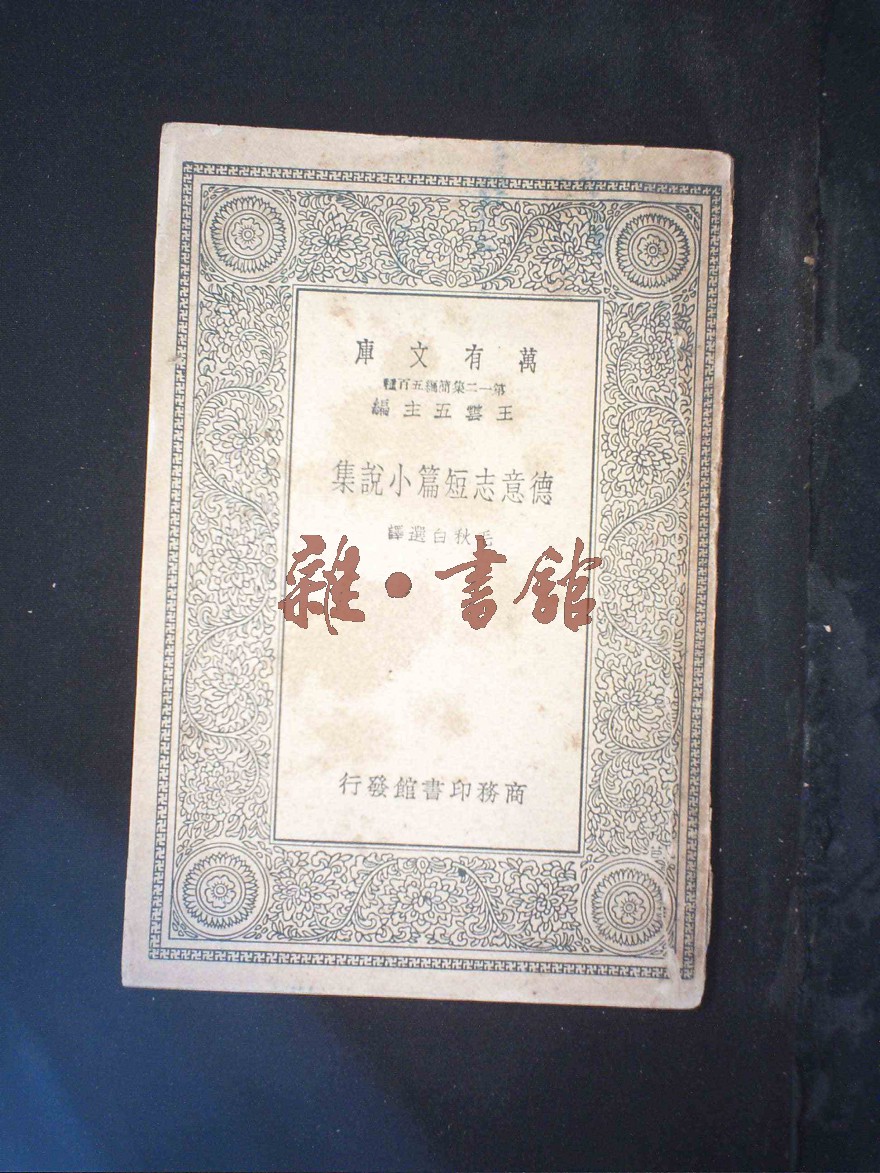 萬有文庫
第一二集簡編五百種
王雲五主編
德意志短篇小說集
毛秋白選譯
商務印書館發行
雜·書館